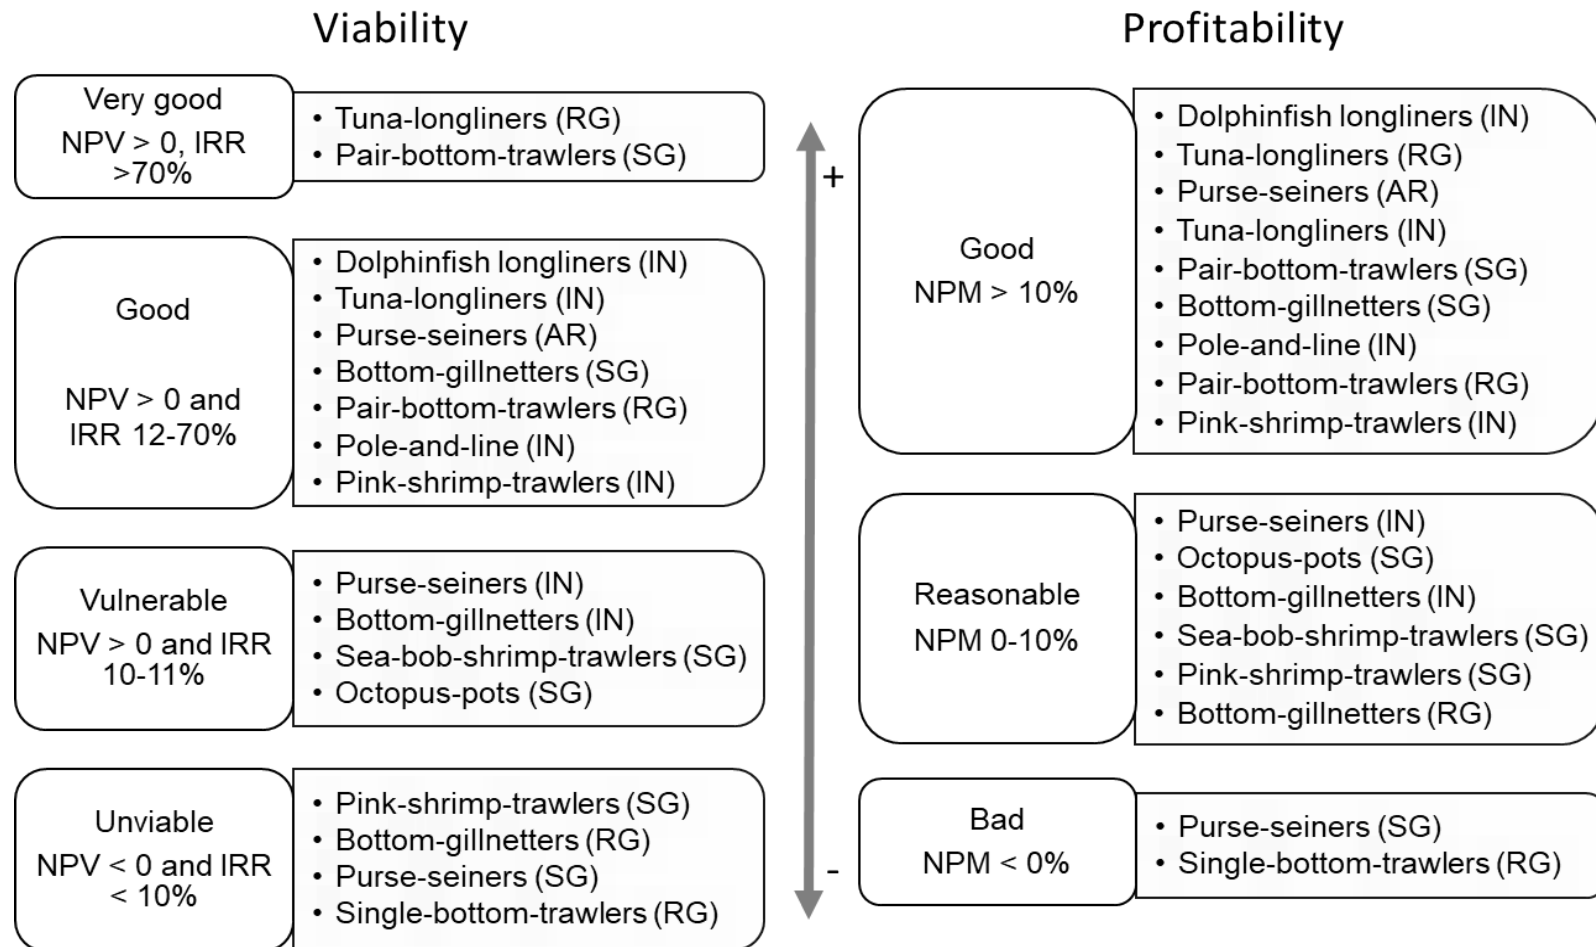 Viability
Very good
NPV > 0, IRR
>70%
• Tuna-longliners (RG)
• Pair-bottom-trawlers (SG)
Good
NPV > 0 and
IRR 12-70%
• Dolphinfish longliners (IN)
• Tuna-longliners (IN)
• Purse-seiners (AR)
• Bottom-gillnetters (SG)
• Pair-bottom-trawlers (RG)
• Pole-and-line (IN)
• Pink-shrimp-trawlers (IN)
Vulnerable
NPV > 0 and IRR
10-11%
• Purse-seiners (IN)
• Bottom-gillnetters (IN)
• Sea-bob-shrimp-trawlers (SG)
• Octopus-pots (SG)
Unviable
NPV < 0 and IRR
< 10%
• Pink-shrimp-trawlers (SG)
• Bottom-gillnetters (RG)
• Purse-seiners (SG)
• Single-bottom-trawlers (RG)
+
-
Profitability
Good
NPM > 10%
• Dolphinfish longliners (IN)
• Tuna-longliners (RG)
• Purse-seiners (AR)
• Tuna-longliners (IN)
• Pair-bottom-trawlers (SG)
• Bottom-gillnetters (SG)
• Pole-and-line (IN)
• Pair-bottom-trawlers (RG)
• Pink-shrimp-trawlers (IN)
Reasonable
NPM 0-10%
• Purse-seiners (IN)
• Octopus-pots (SG)
• Bottom-gillnetters (IN)
• Sea-bob-shrimp-trawlers (SG)
• Pink-shrimp-trawlers (SG)
• Bottom-gillnetters (RG)
Bad
NPM < 0%
• Purse-seiners (SG)
• Single-bottom-trawlers (RG)